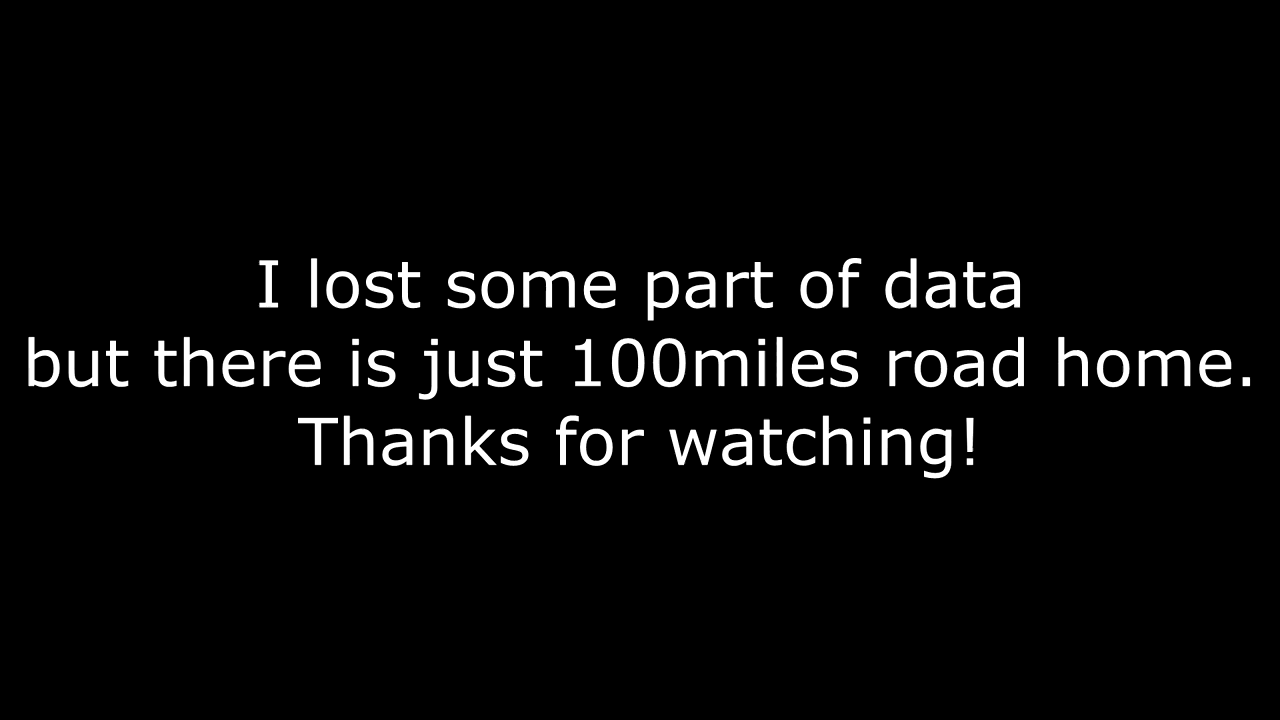 I lost some part of data
but there is just 100miles road home.
Thanks for watching!